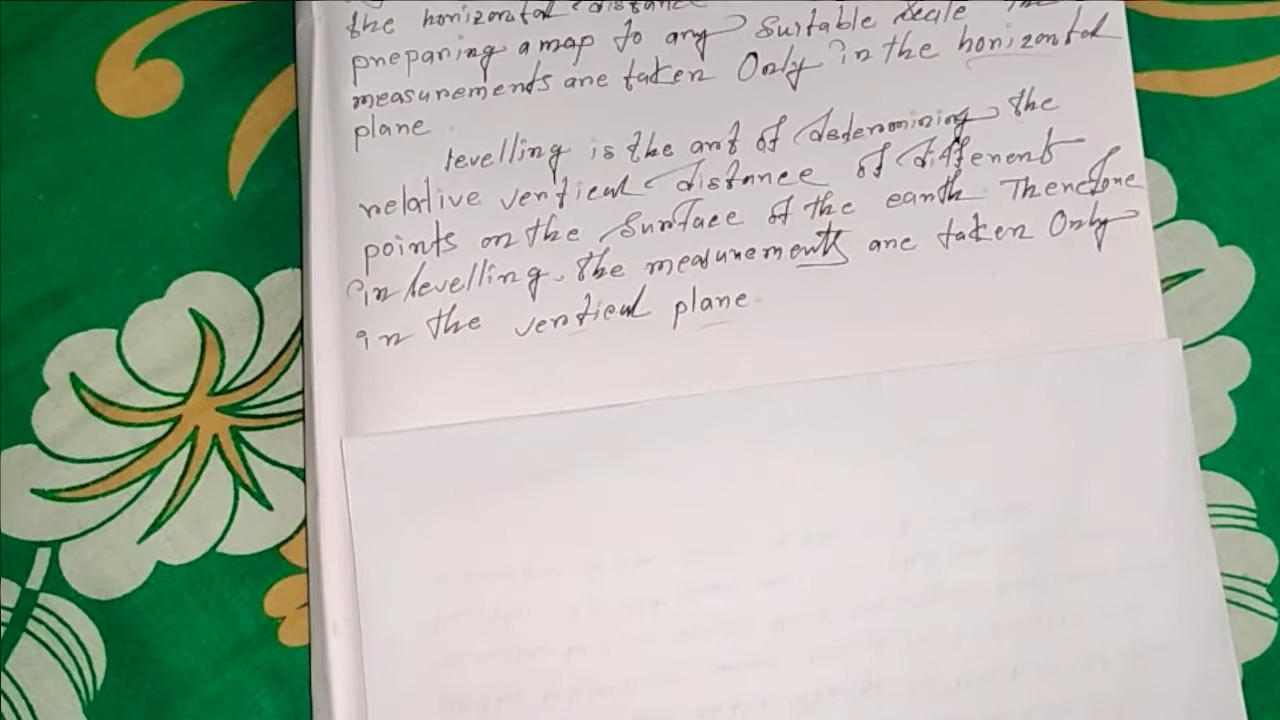 the horizontal distance
preparing a map to any suitable scale
measurements are taken Only in the horizontal
plane.
levelling is the art of determining the
relative vertical distance of different
points on the surface of the earth. Therefore
in levelling, the measurements are taken Only
in the vertical plane.